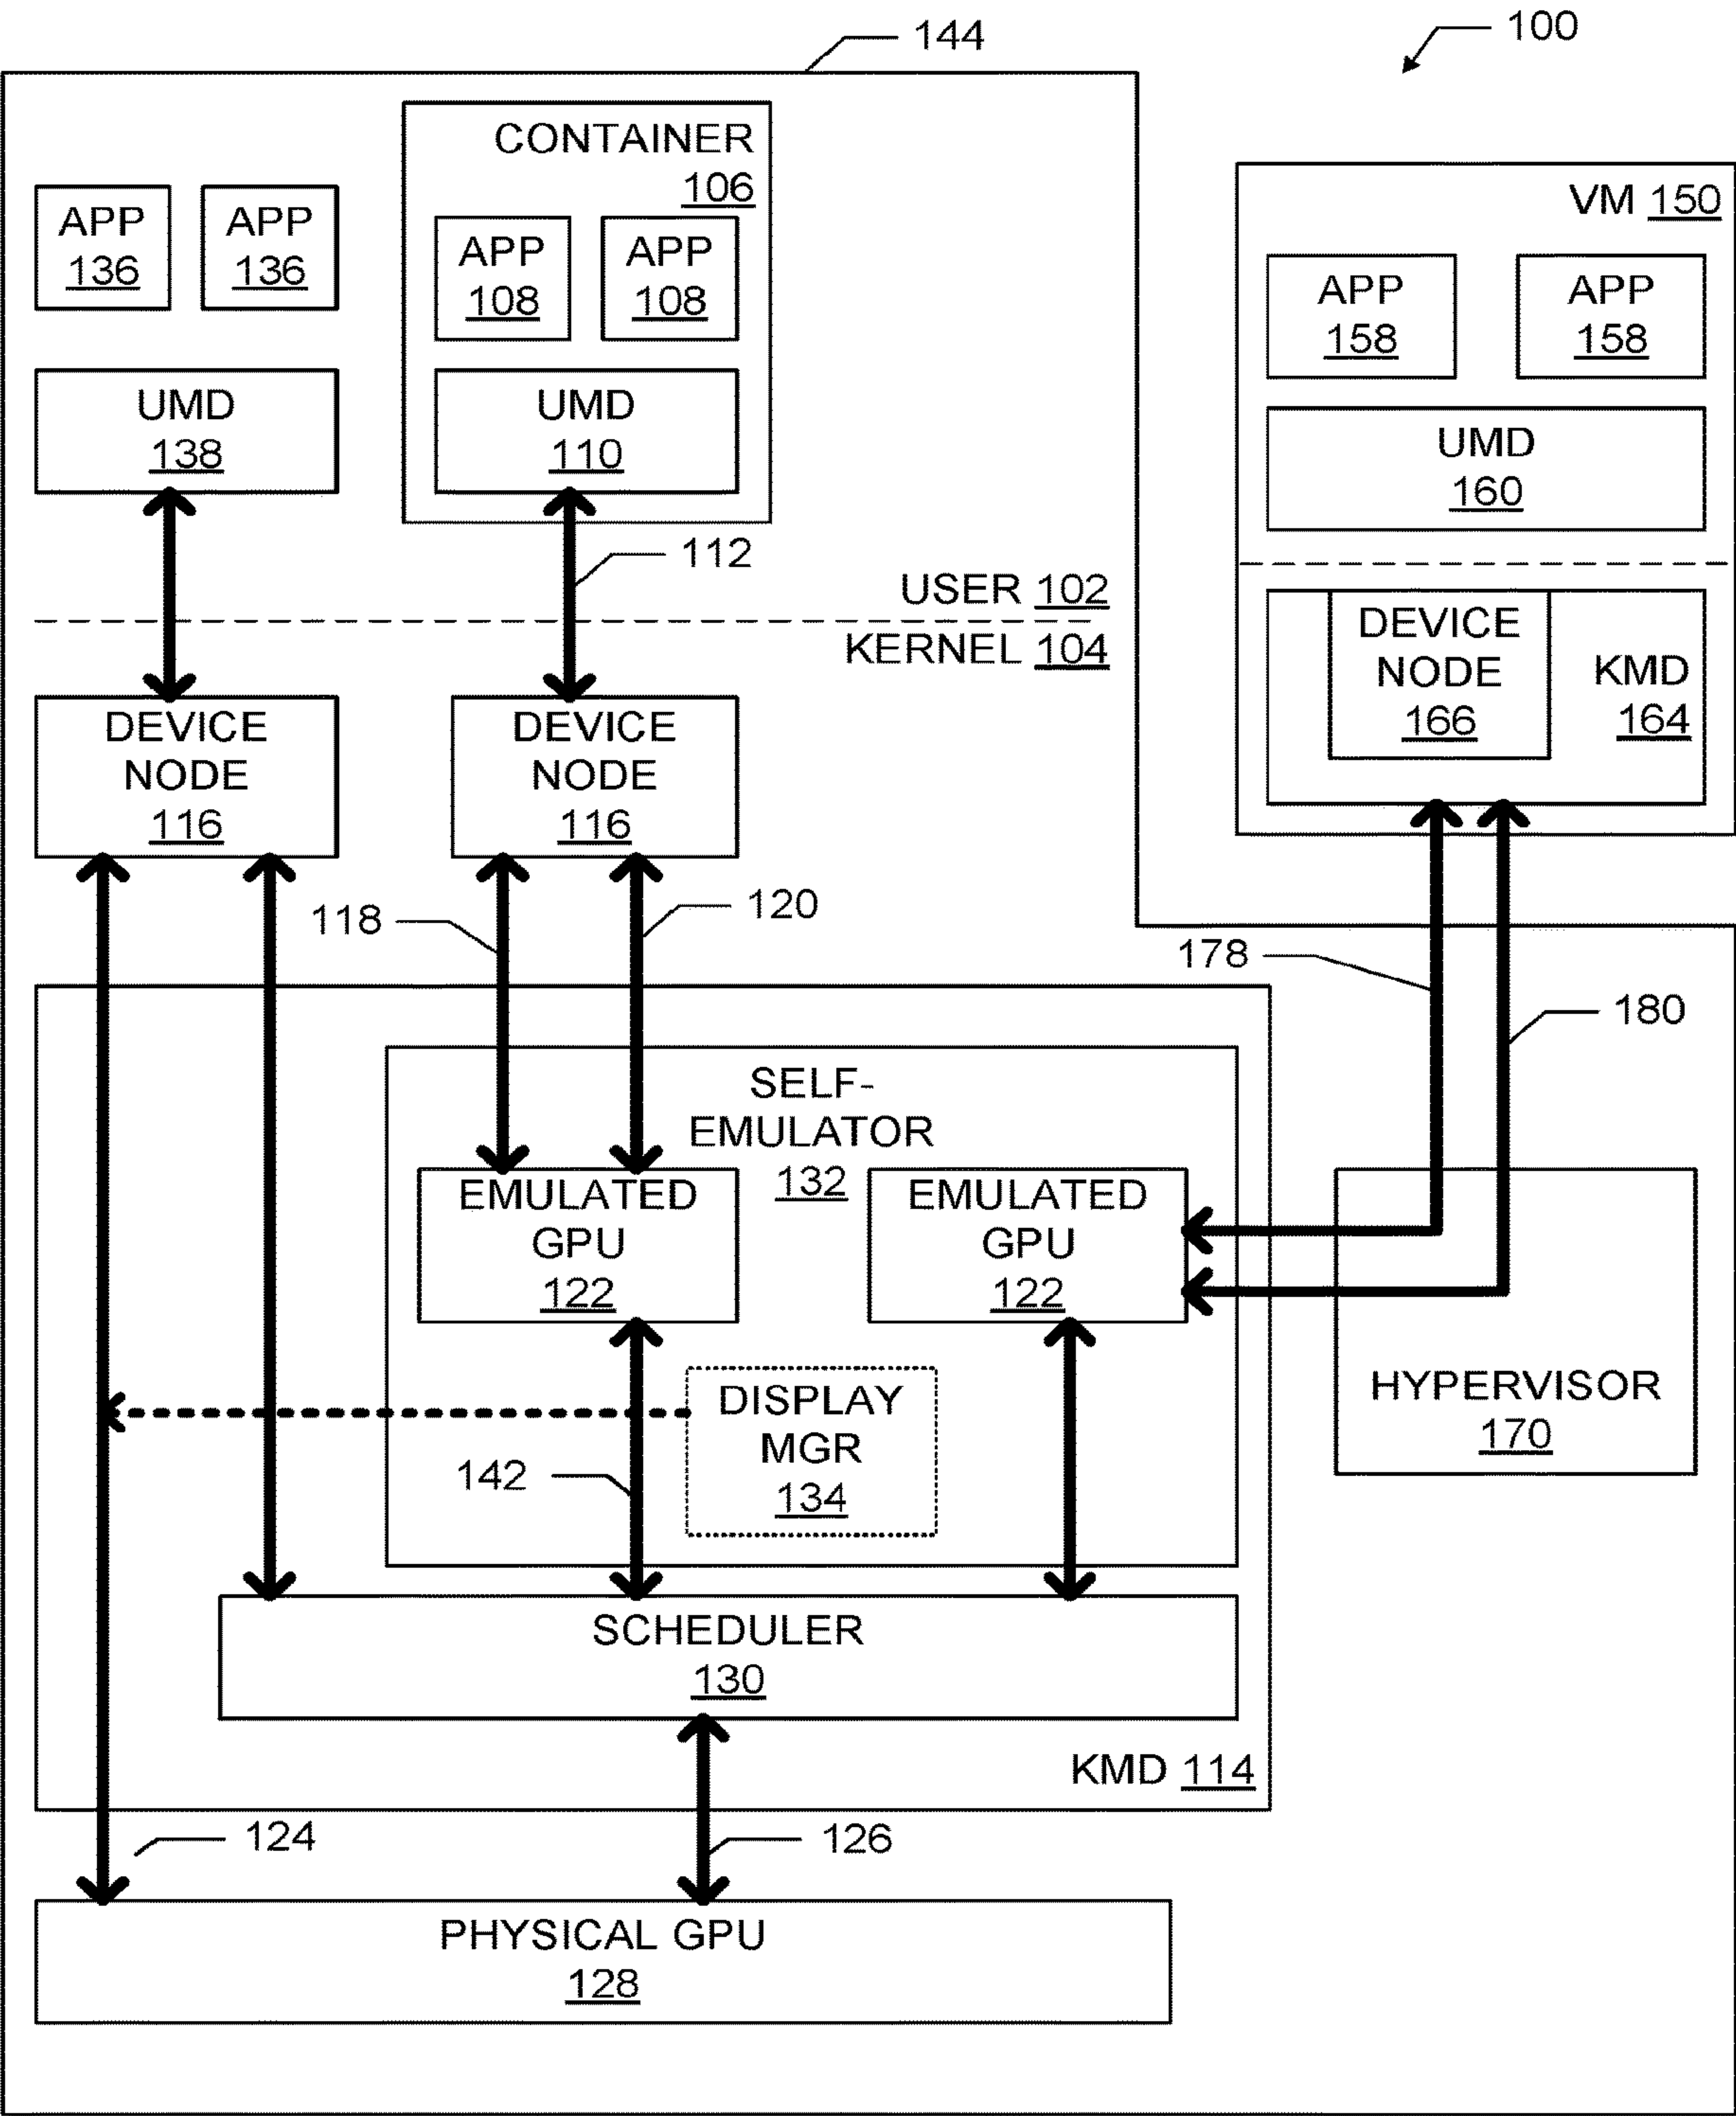 100
144
CONTAINER
106
VM 150
APP
136
APP
136
APP
108
APP
108
APP
158
APP
158
UMD
138
UMD
110
UMD
160
112
USER 102
KERNEL 104
DEVICE
NODE
166
KMD
164
DEVICE
NODE
116
DEVICE
NODE
116
118
120
178
180
SELF-
EMULATOR
132
EMULATED
GPU
122
EMULATED
GPU
122
HYPERVISOR
170
DISPLAY
MGR
134
142
SCHEDULER
130
KMD 114
124
126
PHYSICAL GPU
128